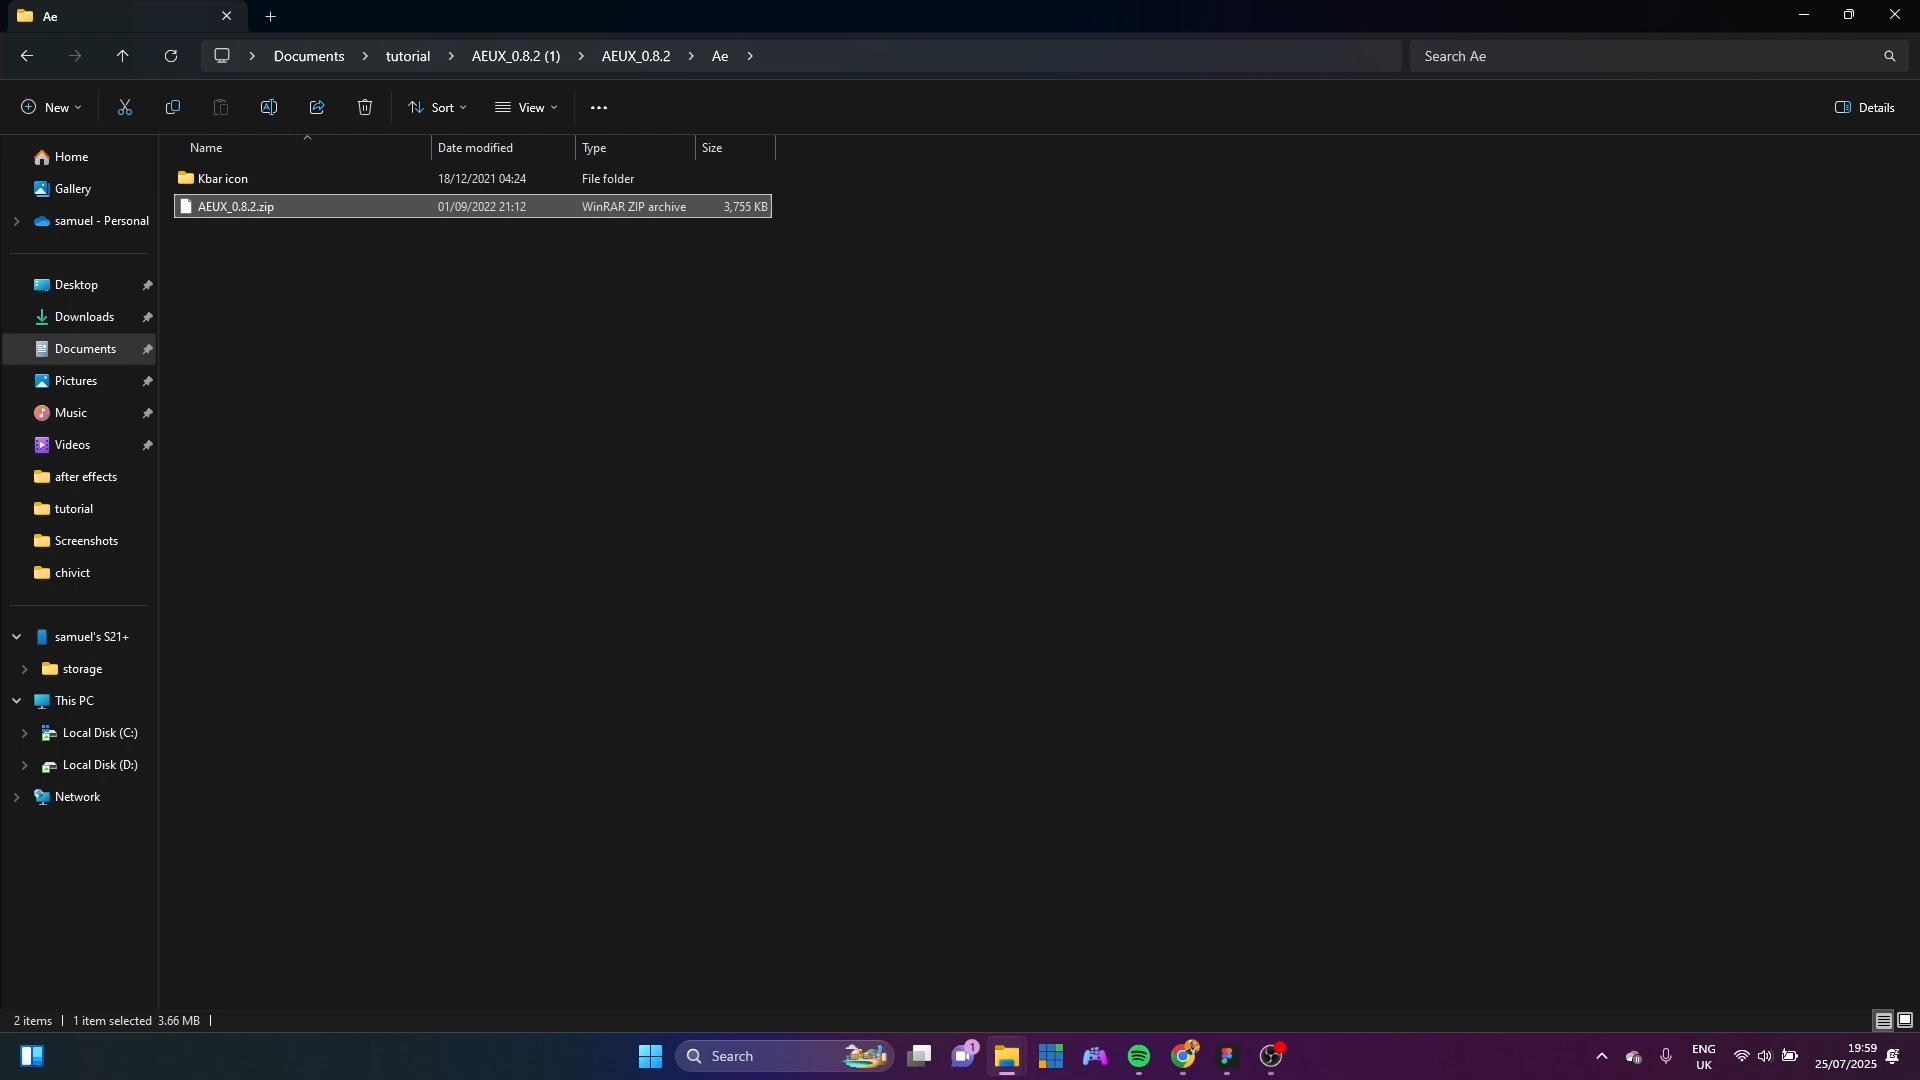 Ae
Documents
tutorial
AEUX_0.8.2 (1)
AEUX_0.8.2
Ae
Search Ae
New
Sort
View
Details
Name
Date modified
Type
Size
Kbar icon
18/12/2021 04:24
File folder
AEUX_0.8.2.zip
01/09/2022 21:12
WinRAR ZIP archive
3,755 KB
Home
Gallery
samuel - Personal
Desktop
Downloads
Documents
Pictures
Music
Videos
after effects
tutorial
Screenshots
chivict
samuel's S21+
storage
This PC
Local Disk (C:)
Local Disk (D:)
Network
2 items
1 item selected 3.66 MB
Search
1
ENG
UK
19:59
25/07/2025